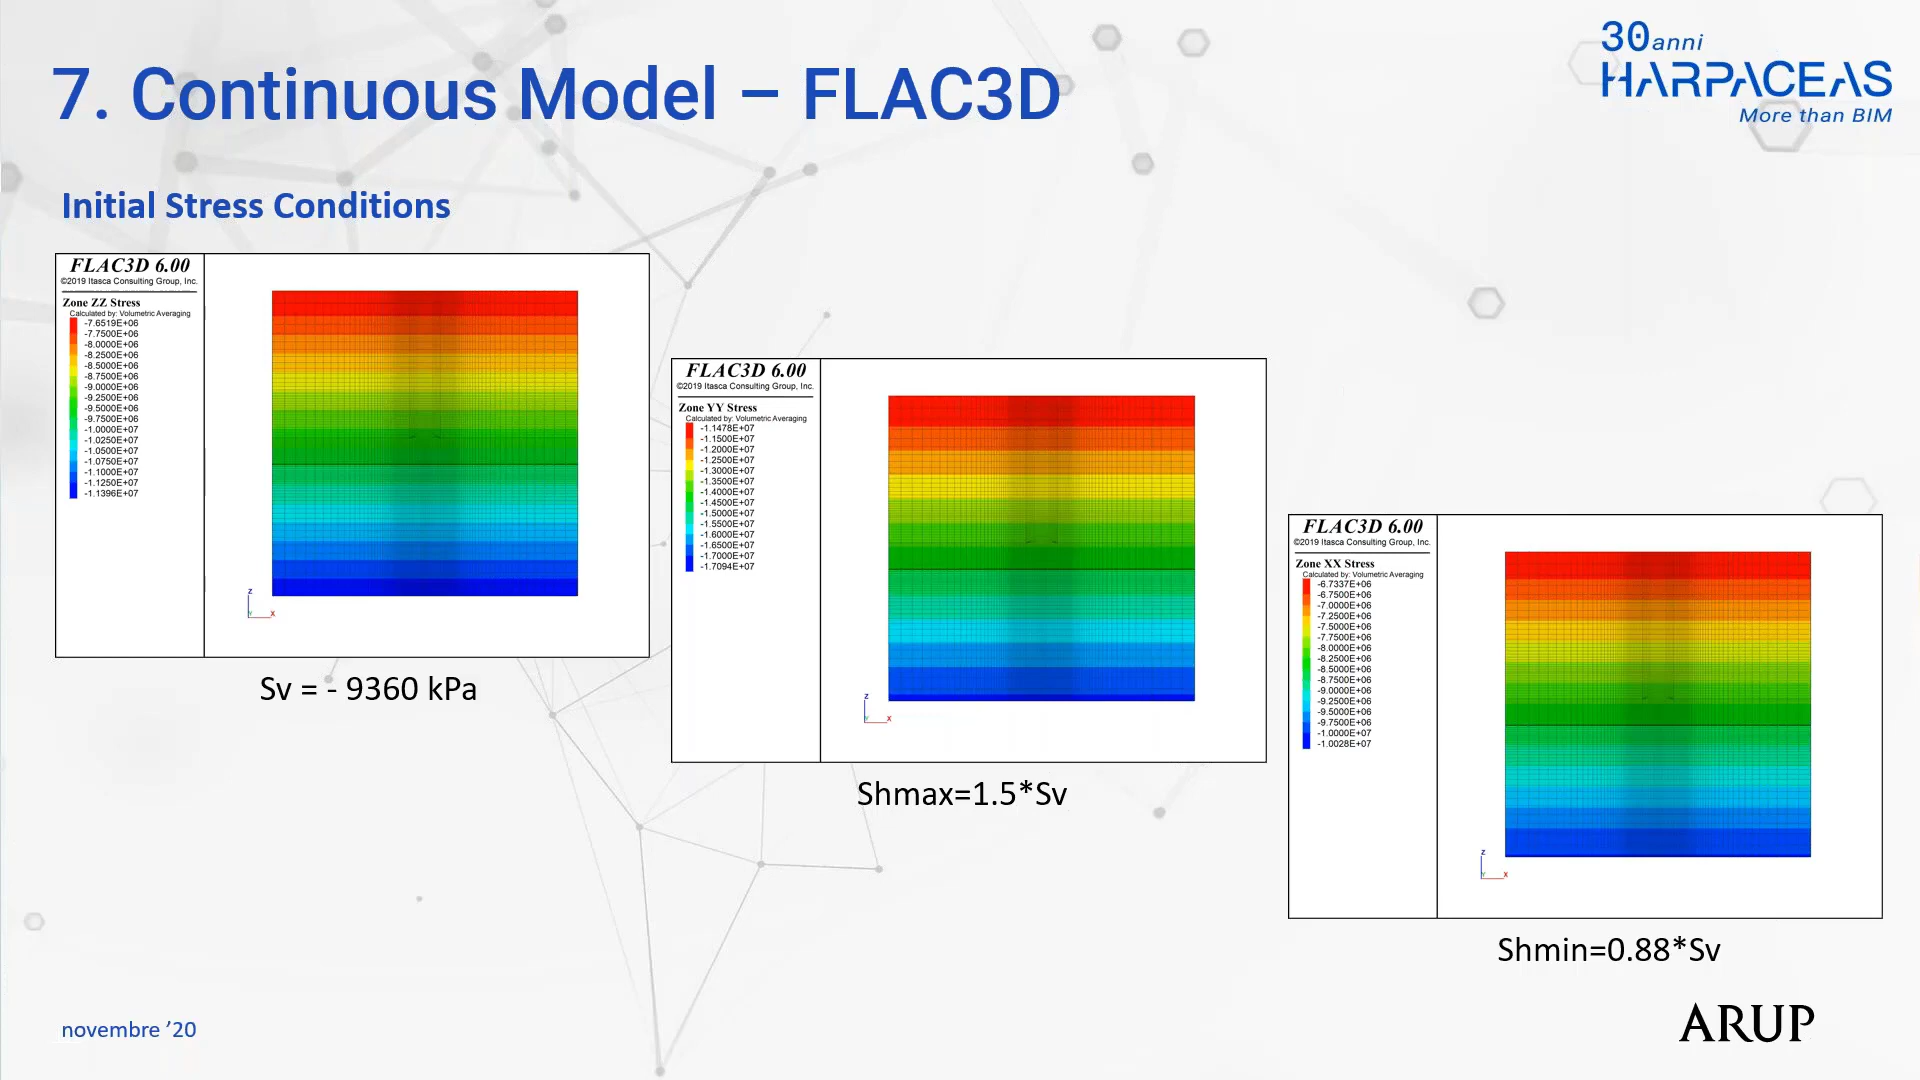 7. Continuous Model – FLAC3D
30anni
HARPACEAS
More than BIM
Initial Stress Conditions
FLAC3D 6.00
©2019 Itasca Consulting Group, Inc.
Zone ZZ Stress
Calculated by: Volumetric Averaging
-7.6519E+06
-7.7500E+06
-8.0000E+06
-8.2500E+06
-8.5000E+06
-8.7500E+06
-9.0000E+06
-9.2500E+06
-9.5000E+06
-9.7500E+06
-1.0000E+07
-1.0250E+07
-1.0500E+07
-1.0750E+07
-1.1000E+07
-1.1250E+07
-1.1396E+07
Z
Y
X
Sv = - 9360 kPa
FLAC3D 6.00
©2019 Itasca Consulting Group, Inc.
Zone YY Stress
Calculated by: Volumetric Averaging
-1.1478E+07
-1.1500E+07
-1.2000E+07
-1.2500E+07
-1.3000E+07
-1.3500E+07
-1.4000E+07
-1.4500E+07
-1.5000E+07
-1.5500E+07
-1.6000E+07
-1.6500E+07
-1.7000E+07
-1.7094E+07
Z
Y
X
Shmax=1.5*Sv
FLAC3D 6.00
©2019 Itasca Consulting Group, Inc.
Zone XX Stress
Calculated by: Volumetric Averaging
-6.7337E+06
-6.7500E+06
-7.0000E+06
-7.2500E+06
-7.5000E+06
-7.7500E+06
-8.0000E+06
-8.2500E+06
-8.5000E+06
-8.7500E+06
-9.0000E+06
-9.2500E+06
-9.5000E+06
-9.7500E+06
-1.0000E+07
-1.0028E+07
Z
Y
X
Shmin=0.88*Sv
novembre ’20
ARUP